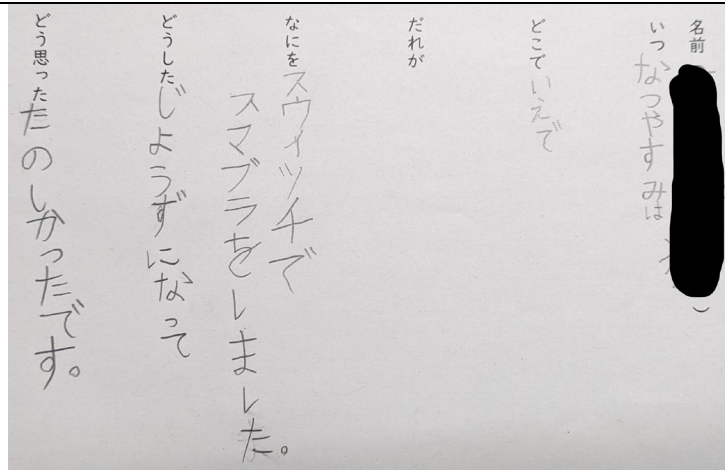 名前
いつ なつやすみは
どこで いえで
だれが
なにを スウィッチで
スマブラをしました。
どうした じようずになって
どう思った たのしかったです。